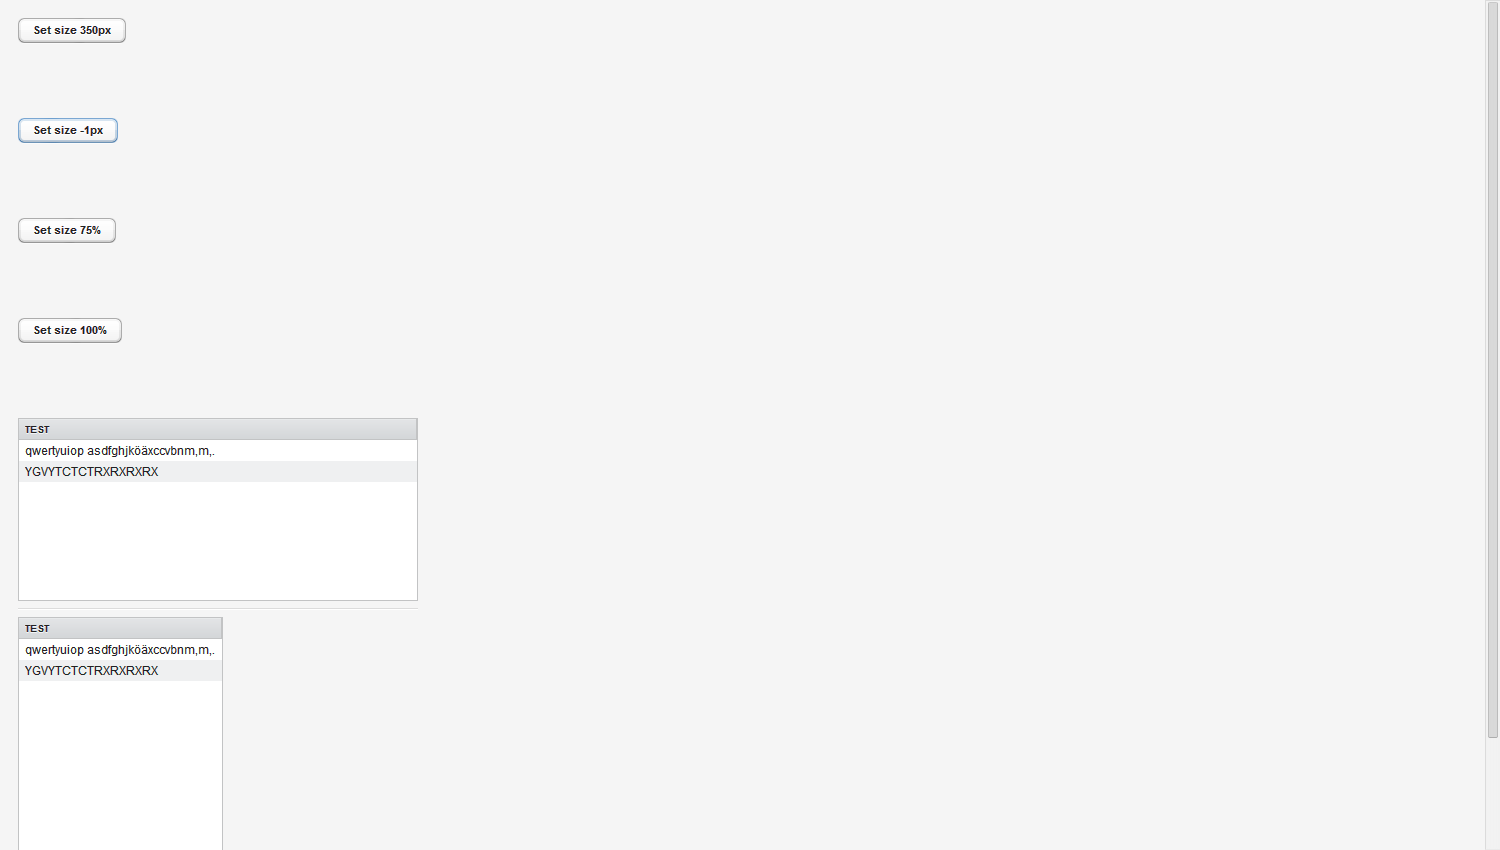 Set size 350px
Set size -1px
Set size 75%
Set size 100%
TEST
qwertyuiop asdfghjköäxccvbnm,m,.
YGVYTCTCTRXRXRXRX
TEST
qwertyuiop asdfghjköäxccvbnm,m,.
YGVYTCTCTRXRXRXRX